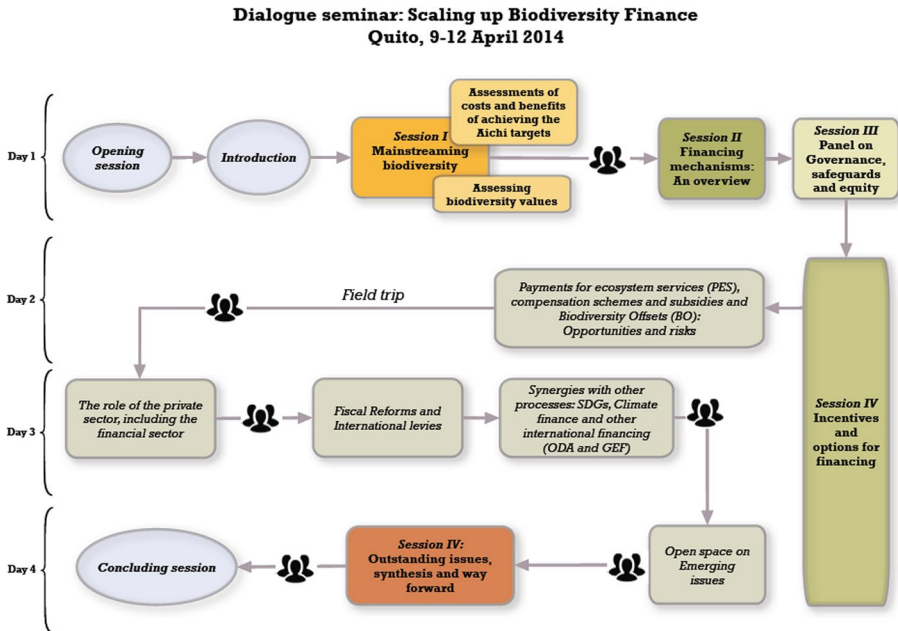 Dialogue seminar: Scaling up Biodiversity Finance
Quito, 9-12 April 2014
Day 1
Opening
session
Introduction
Session I
Mainstreaming
biodiversity
Assessments of
costs and benefits
of achieving the
Aichi targets
Assessing
biodiversity values
Session II
Financing
mechanisms:
An overview
Session III
Panel on
Governance,
safeguards
and equity
Day 2
Field trip
Payments for ecosystem services (PES),
compensation schemes and subsidies and
Biodiversity Offsets (BO):
Opportunities and risks
Session IV
Incentives
and
options for
financing
Day 3
The role of the private
sector, including the
financial sector
Fiscal Reforms and
International levies
Synergies with other
processes: SDGs, Climate
finance and other
international financing
(ODA and GEF)
Day 4
Concluding session
Session IV:
Outstanding issues,
synthesis and way
forward
Open space on
Emerging
issues